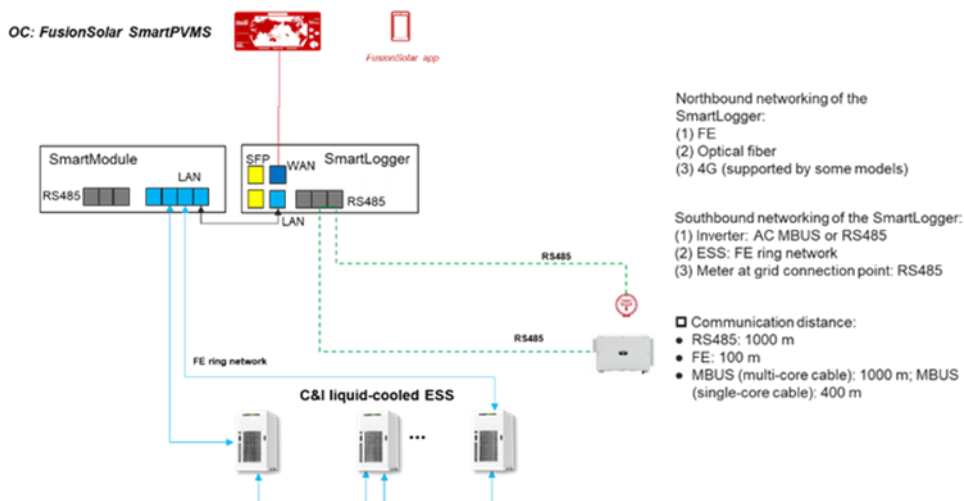 OC: FusionSolar SmartPVMS
FusionSolar app
SmartModule
LAN
RS485
SFP
WAN
SmartLogger
RS485
LAN
RS485
RS485
FE ring network
C&I liquid-cooled ESS
...
Northbound networking of the
SmartLogger:
(1) FE
(2) Optical fiber
(3) 4G (supported by some models)
Southbound networking of the SmartLogger:
(1) Inverter: AC MBUS or RS485
(2) ESS: FE ring network
(3) Meter at grid connection point: RS485
Communication distance:
● RS485: 1000 m
● FE: 100 m
● MBUS (multi-core cable): 1000 m; MBUS
(single-core cable): 400 m